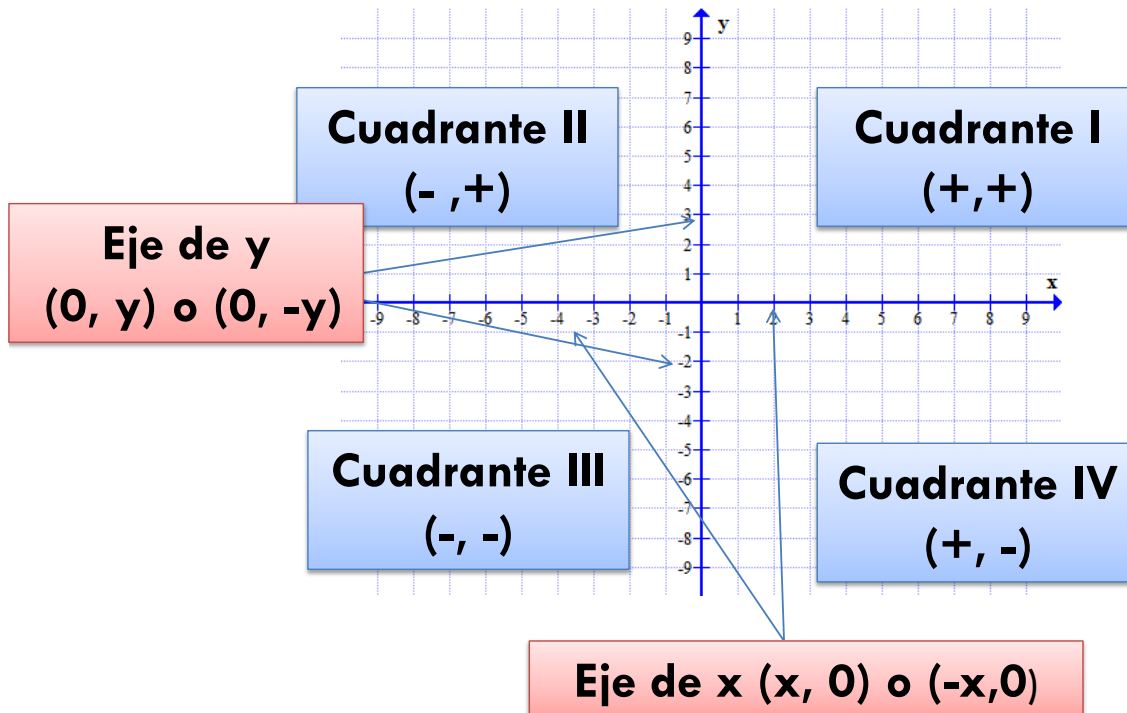 y
9
8
7
6
5
4
3
2
1
Cuadrante II
(- ,+)
Cuadrante I
(+,+)
Eje de y
(0, y) o (0, -y)
x
-9 -8 -7 -6 -5 -4 -3 -2 -1 1 2 3 4 5 6 7 8 9
-1
-2
-3
-4
-5
-6
-7
-8
-9
Cuadrante III
(-, -)
Cuadrante IV
(+, -)
Eje de x (x, 0) o (-x,0)